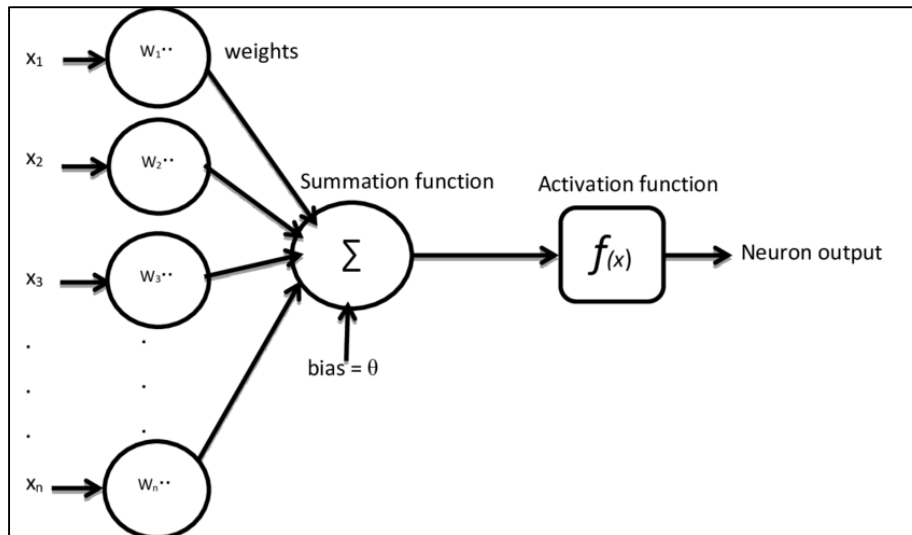 x₁
W₁..
weights
x₂
W₂..
Summation function
Activation function
x₃
W₃..
Σ
f(x)
Neuron output
bias = θ
. .
. .
. .
xₙ
Wₙ..